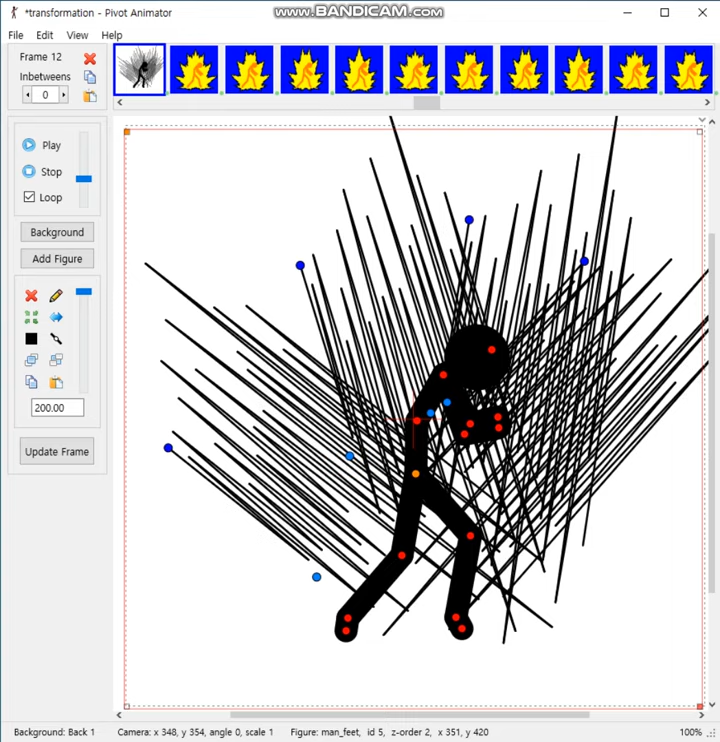 *transformation - Pivot Animator
www.BANDICAM.com
File Edit View Help
Frame 12
Inbetweens
0
Play
Stop
Loop
Background
Add Figure
200.00
Update Frame
Background: Back 1 Camera: x 348, y 354, angle 0, scale 1 Figure: man_feet, id 5, z-order 2, x 351, y 420 100%